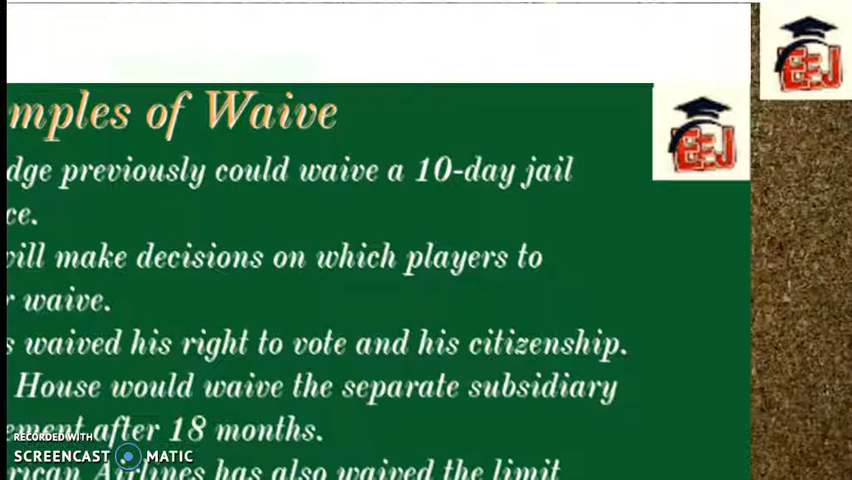 mples of Waive
dge previously could waive a 10-day jail
ce.
will make decisions on which players to
r waive.
s waived his right to vote and his citizenship.
House would waive the separate subsidiary
ement after 18 months.
rican Airlines has also waived the limit
EEJ
EEJ
RECORDED WITH
SCREENCAST MATIC